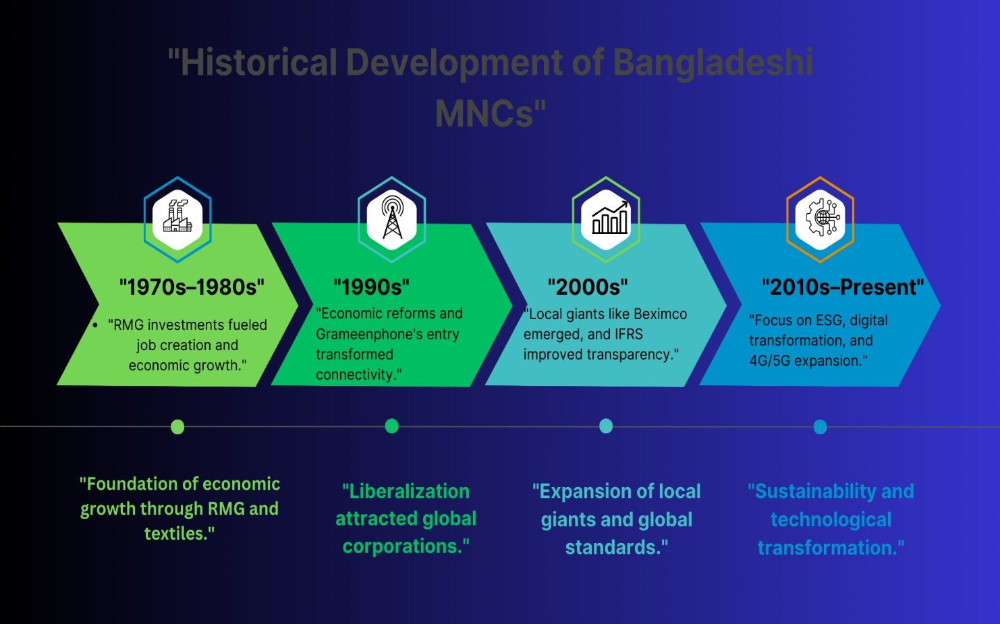 "Historical Development of Bangladeshi
MNCs"
"1970s–1980s"
• "RMG investments fueled
job creation and
economic growth."
"1990s"
"Economic reforms and
Grameenphone's entry
transformed
connectivity."
"2000s"
"Local giants like Beximco
emerged, and IFRS
improved transparency."
"2010s–Present"
"Focus on ESG, digital
transformation, and
4G/5G expansion."
"Foundation of economic
growth through RMG and
textiles."
"Liberalization
attracted global
corporations."
"Expansion of local
giants and global
standards."
"Sustainability and
technological
transformation."